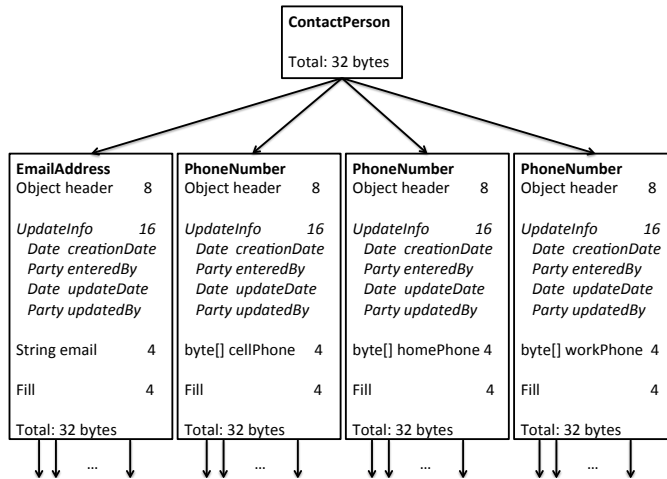 ContactPerson
Total: 32 bytes
EmailAddress
Object header 8
UpdateInfo 16
Date creationDate
Party enteredBy
Date updateDate
Party updatedBy
String email 4
Fill 4
Total: 32 bytes
...
PhoneNumber
Object header 8
UpdateInfo 16
Date creationDate
Party enteredBy
Date updateDate
Party updatedBy
byte[] cellPhone 4
Fill 4
Total: 32 bytes
...
PhoneNumber
Object header 8
UpdateInfo 16
Date creationDate
Party enteredBy
Date updateDate
Party updatedBy
byte[] homePhone 4
Fill 4
Total: 32 bytes
...
PhoneNumber
Object header 8
UpdateInfo 16
Date creationDate
Party enteredBy
Date updateDate
Party updatedBy
byte[] workPhone 4
Fill 4
Total: 32 bytes
...